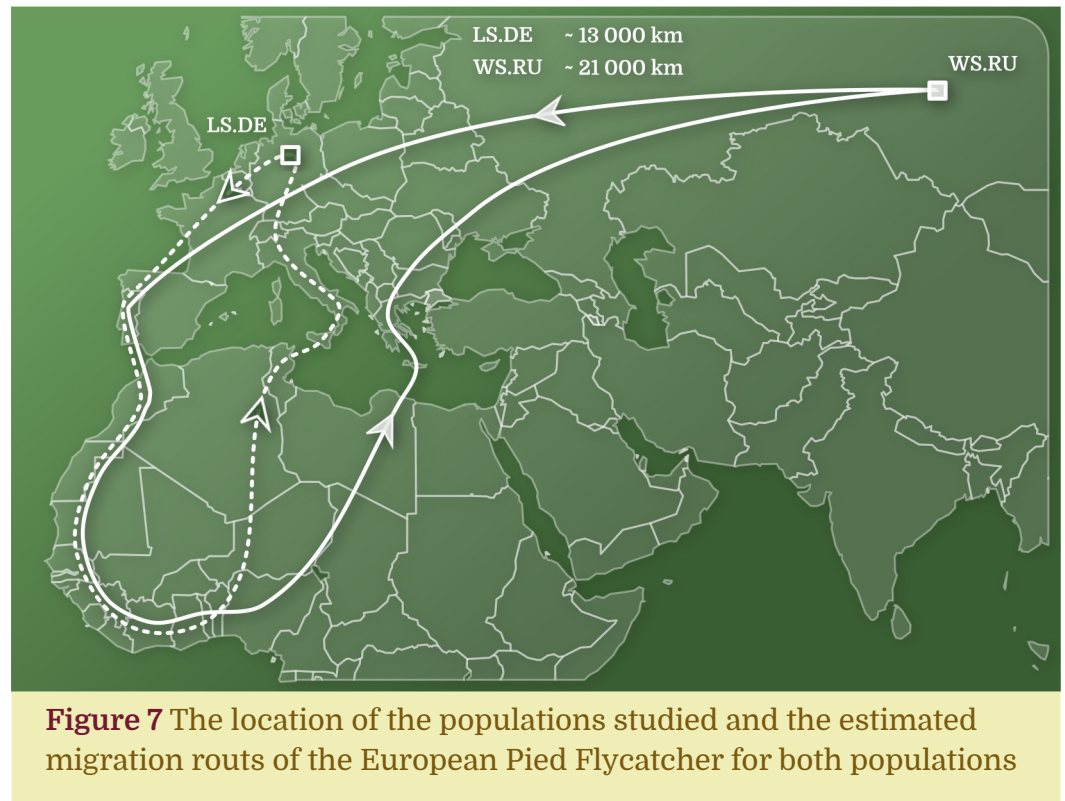 LS.DE ~ 13 000 km
WS.RU ~ 21 000 km
WS.RU
LS.DE
Figure 7 The location of the populations studied and the estimated
migration routs of the European Pied Flycatcher for both populations